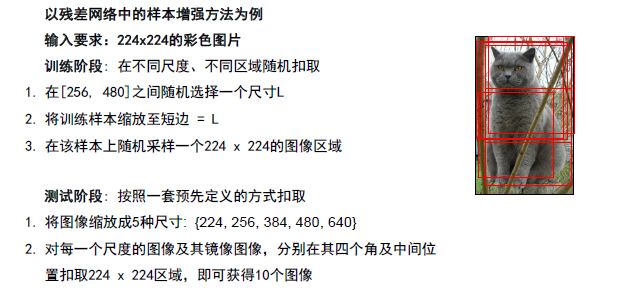 以残差网络中的样本增强方法为例
输入要求：224x224的彩色图片
训练阶段：在不同尺度、不同区域随机扣取
1. 在[256, 480]之间随机选择一个尺寸L
2. 将训练样本缩放至短边 = L
3. 在该样本上随机采样一个224 x 224的图像区域
测试阶段：按照一套预先定义的方式扣取
1. 将图像缩放成5种尺寸: {224, 256, 384, 480, 640}
2. 对每一个尺度的图像及其镜像图像，分别在其四个角及中间位
置扣取224 x 224区域，即可获得10个图像